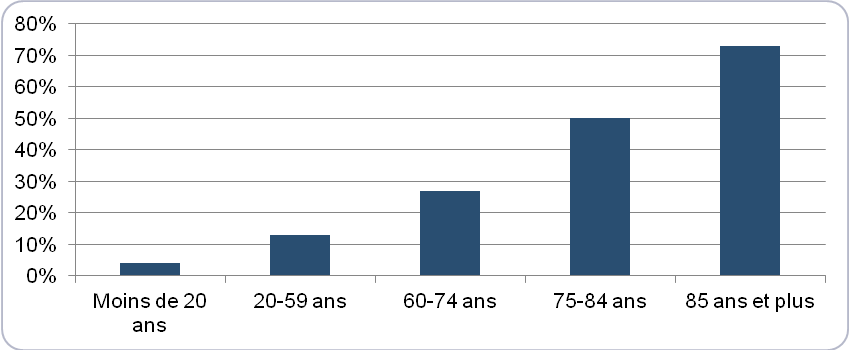 80%
70%
60%
50%
40%
30%
20%
10%
0%
Moins de 20
ans
20-59 ans
60-74 ans
75-84 ans
85 ans et plus